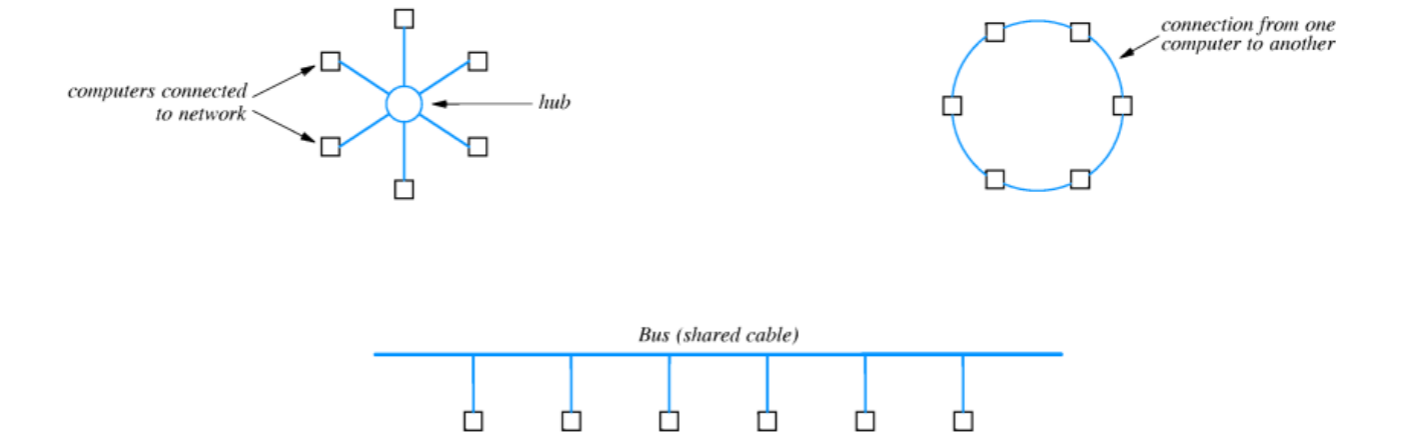 computers connected
to network
hub
connection from one
computer to another
Bus (shared cable)